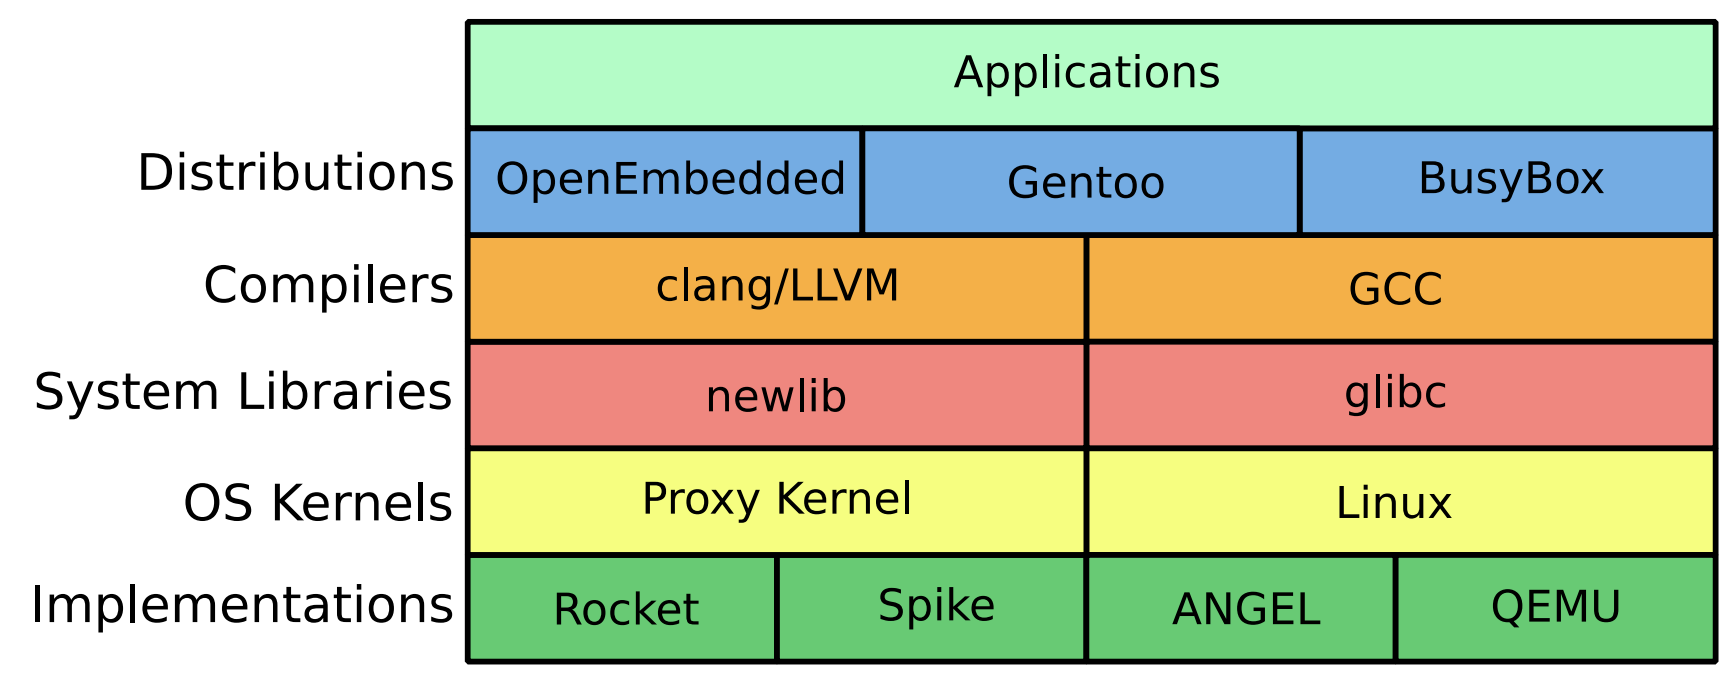 Applications
Distributions OpenEmbedded Gentoo BusyBox
Compilers clang/LLVM GCC
System Libraries newlib glibc
OS Kernels Proxy Kernel Linux
Implementations Rocket Spike ANGEL QEMU